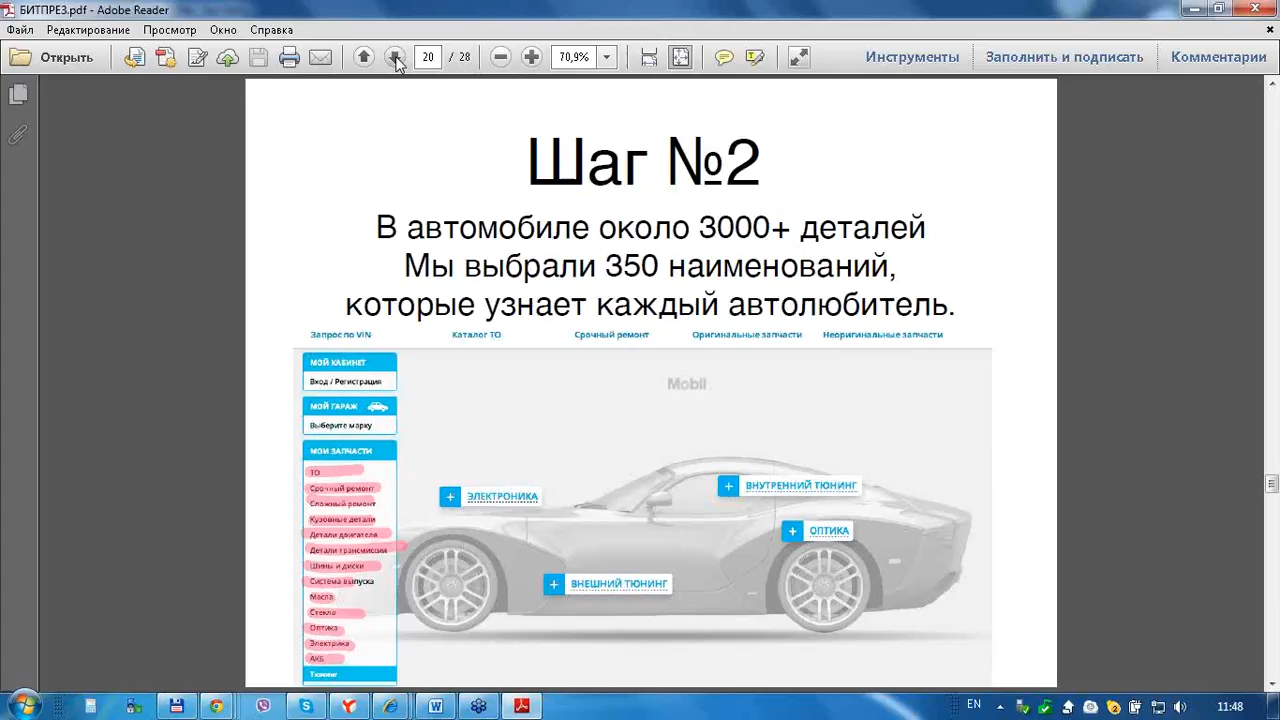 БИТПРЕЗ.pdf - Adobe Reader
Файл Редактирование Просмотр Окно Справка
Открыть 20 / 28 70,9% Инструменты Заполнить и подписать Комментарии
Шаг №2
В автомобиле около 3000+ деталей
Мы выбрали 350 наименований,
которые узнает каждый автолюбитель.
Запрос по VIN Каталог ТО Срочный ремонт Оригинальные запчасти Неоригинальные запчасти
МОЙ КАБИНЕТ
Вход / Регистрация
Mobil
МОЙ ГАРАЖ
Выберите марку
МОИ ЗАПЧАСТИ
ТО
Срочный ремонт
Сложный ремонт
Кузовные детали
Детали двигателя
Детали трансмиссии
Шины и диски
Система выпуска
Масла
Стекла
Оптика
Электрика
АКБ
Тюнинг
+ ЭЛЕКТРОНИКА
+ ВНУТРЕННИЙ ТЮНИНГ
+ ОПТИКА
+ ВНЕШНИЙ ТЮНИНГ
EN 11:48